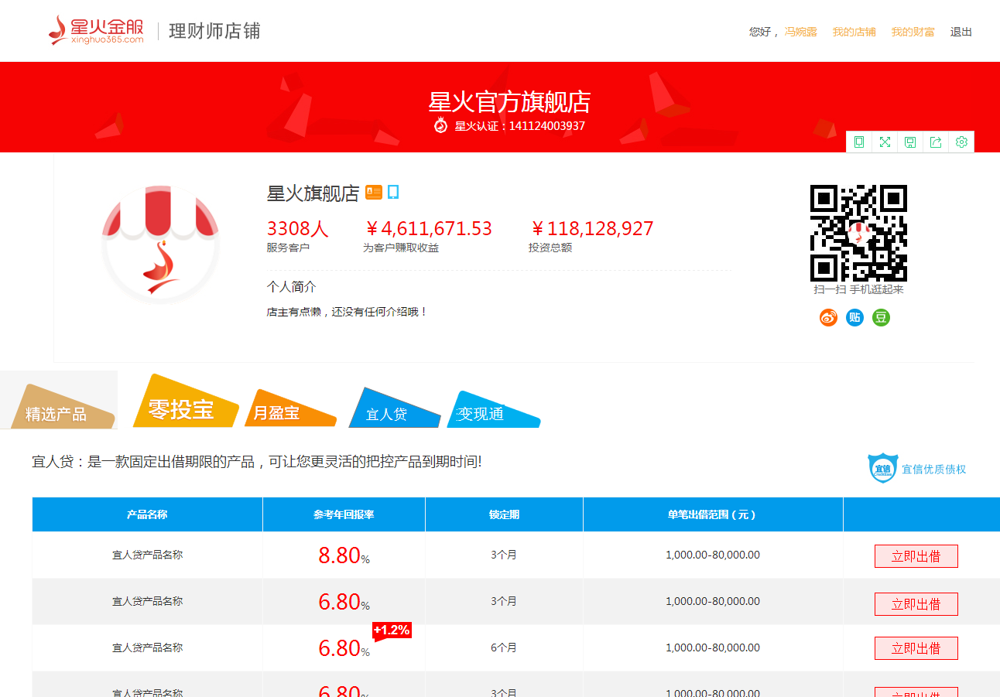 星火金服
xinghuo365.com
理财师店铺
您好，冯婉露 我的店铺 我的财富 退出
星火官方旗舰店
星火认证：141124003937
星火旗舰店
3308人 ￥4,611,671.53 ￥118,128,927
服务客户 为客户赚取收益 投资总额
个人简介
店主有点懒，还没有任何介绍哦！
扫一扫 手机逛起来
贴 豆
精选产品 零投宝 月盈宝 宜人贷 变现通
宜人贷：是一款固定出借期限的产品，可让您更灵活的把控产品到期时间!
宜信
宜信优质债权
产品名称 参考年回报率 锁定期 单笔出借范围（元）
宜人贷产品名称 8.80% 3个月 1,000.00-80,000.00 立即出借
宜人贷产品名称 6.80% 3个月 1,000.00-80,000.00 立即出借
+1.2%
宜人贷产品名称 6.80% 6个月 1,000.00-80,000.00 立即出借
宜人贷产品名称 6.80% 3个月 1,000.00-80,000.00 立即出借